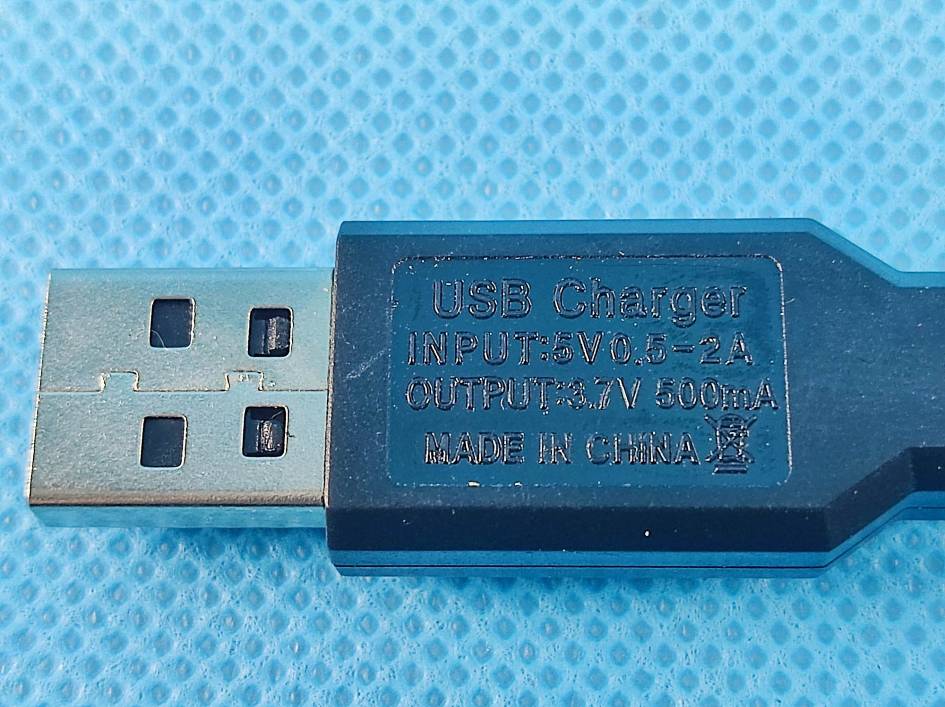 USB Charger
INPUT:5V0.5-2A
OUTPUT:3.7V 500mA
MADE IN CHINA